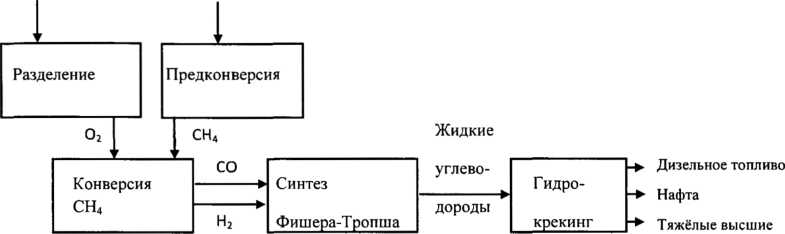 Разделение
Предконверсия
O₂
CH₄
Конверсия
CH₄
CO
H₂
Синтез
Фишера-Тропша
Жидкие
углево-
дороды
Гидро-
крекинг
Дизельное топливо
Нафта
Тяжёлые высшие